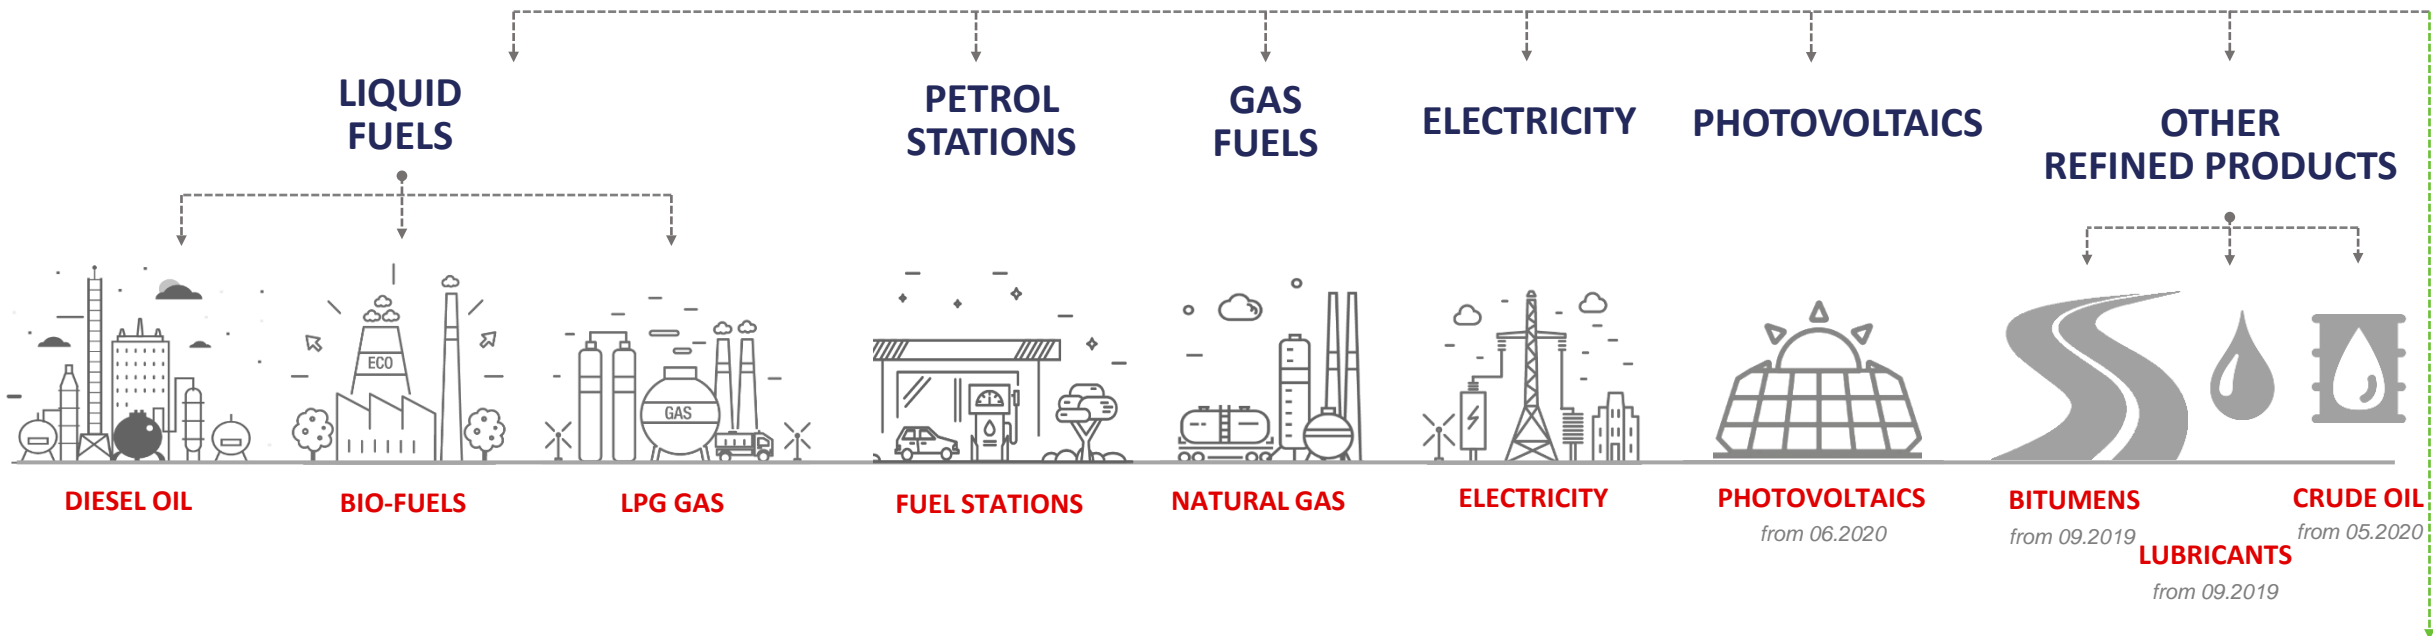 LIQUID
FUELS
PETROL
STATIONS
GAS
FUELS
ELECTRICITY
PHOTOVOLTAICS
OTHER
REFINED PRODUCTS
ECO
GAS
DIESEL OIL
BIO-FUELS
LPG GAS
FUEL STATIONS
NATURAL GAS
ELECTRICITY
PHOTOVOLTAICS
from 06.2020
BITUMENS
from 09.2019
LUBRICANTS
from 09.2019
CRUDE OIL
from 05.2020